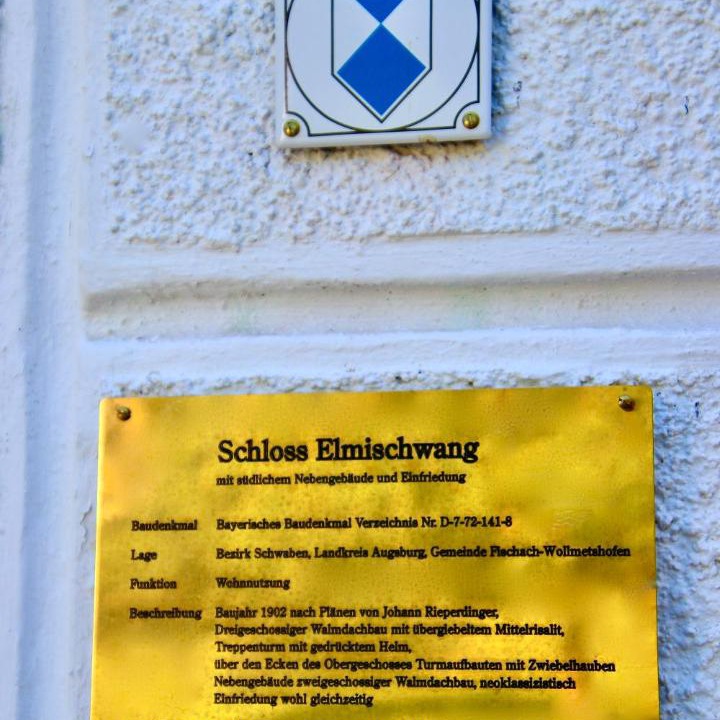 Schloss Elmischwang
mit südlichem Nebengebäude und Einfriedung
Baudenkmal Bayerisches Baudenkmal Verzeichnis Nr. D-7-72-141-8
Lage Bezirk Schwaben, Landkreis Augsburg, Gemeinde Fischach-Wollmetshofen
Funktion Wohnnutzung
Beschreibung Baujahr 1902 nach Plänen von Johann Rieperdinger,
Dreigeschossiger Walmdachbau mit übergiebeltem Mittelrisalit,
Treppenturm mit gedrücktem Helm,
über den Ecken des Obergeschosses Turmaufbauten mit Zwiebelhauben
Nebengebäude zweigeschossiger Walmdachbau, neoklassizistisch
Einfriedung wohl gleichzeitig